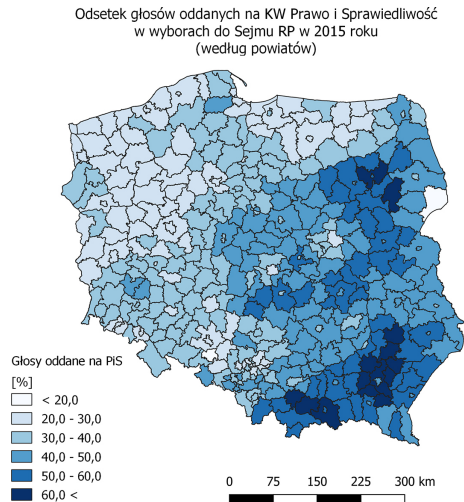 Odsetek głosów oddanych na KW Prawo i Sprawiedliwość
w wyborach do Sejmu RP w 2015 roku
(według powiatów)
Głosy oddane na PiS
[%]
< 20,0
20,0 - 30,0
30,0 - 40,0
40,0 - 50,0
50,0 - 60,0
60,0 <
0 75 150 225 300 km